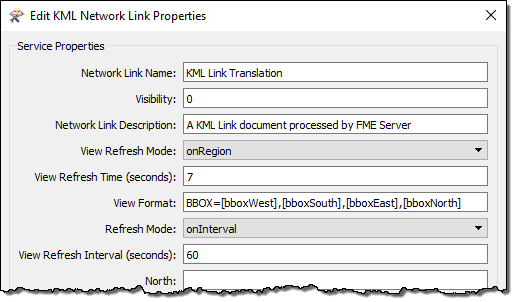 Edit KML Network Link Properties
Service Properties
Network Link Name: KML Link Translation
Visibility: 0
Network Link Description: A KML Link document processed by FME Server
View Refresh Mode: onRegion
View Refresh Time (seconds): 7
View Format: BBOX=[bboxWest],[bboxSouth],[bboxEast],[bboxNorth]
Refresh Mode: onInterval
View Refresh Interval (seconds): 60
North: